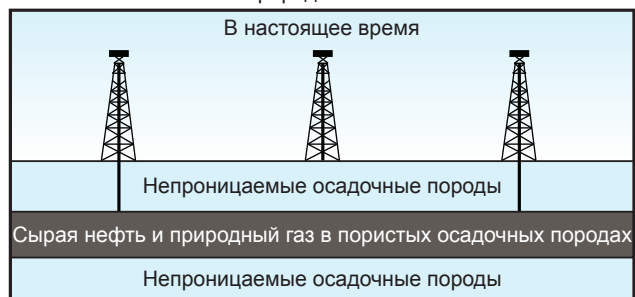 В настоящее время
Непроницаемые осадочные породы
Сырая нефть и природный газ в пористых осадочных породах
Непроницаемые осадочные породы